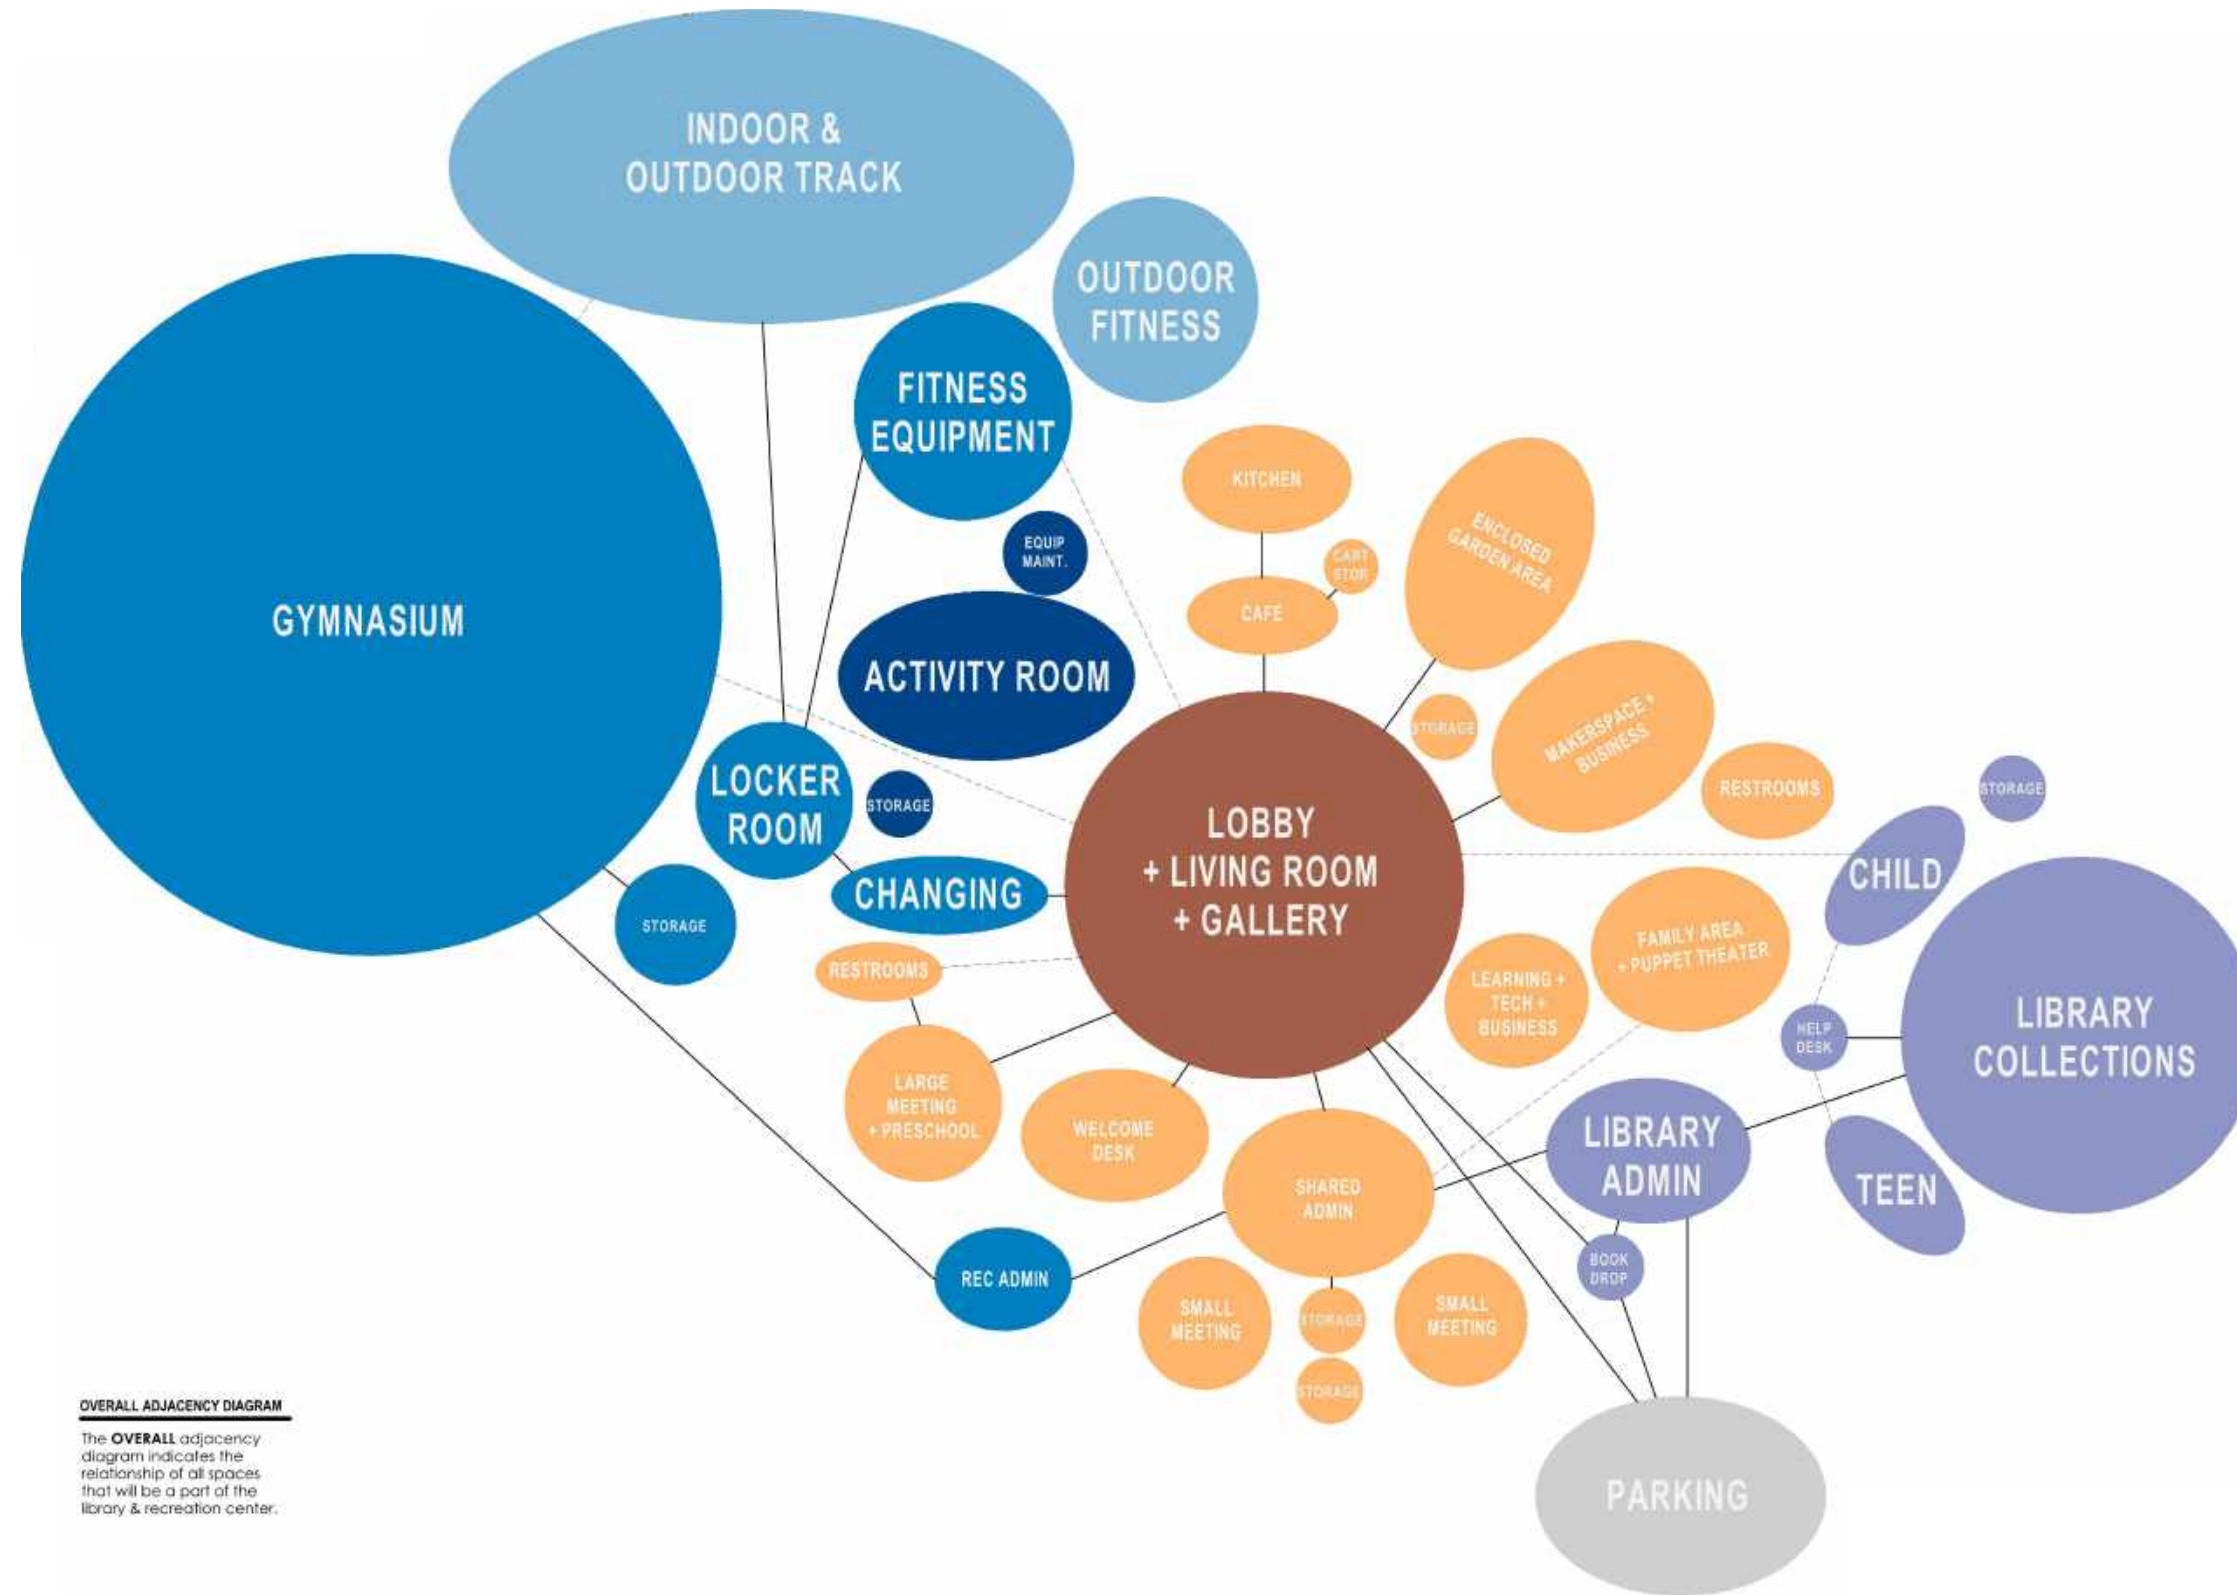 INDOOR &
OUTDOOR TRACK
OUTDOOR
FITNESS
FITNESS
EQUIPMENT
KITCHEN
ENCLOSED
GARDEN AREA
EQUIP
MAINT.
CART
STOR
CAFE
GYMNASIUM
ACTIVITY ROOM
STORAGE
MAKERSPACE +
BUSINESS
RESTROOMS
STORAGE
LOCKER
ROOM
STORAGE
LOBBY
+ LIVING ROOM
+ GALLERY
CHILD
CHANGING
STORAGE
FAMILY AREA
+ PUPPET THEATER
RESTROOMS
LEARNING +
TECH +
BUSINESS
HELP
DESK
LIBRARY
COLLECTIONS
LARGE
MEETING
+ PRESCHOOL
WELCOME
DESK
LIBRARY
ADMIN
TEEN
SHARED
ADMIN
REC ADMIN
BOOK
DROP
SMALL
MEETING
STORAGE
SMALL
MEETING
STORAGE
PARKING
OVERALL ADJACENCY DIAGRAM
The OVERALL adjacency
diagram indicates the
relationship of all spaces
that will be a part of the
library & recreation center.